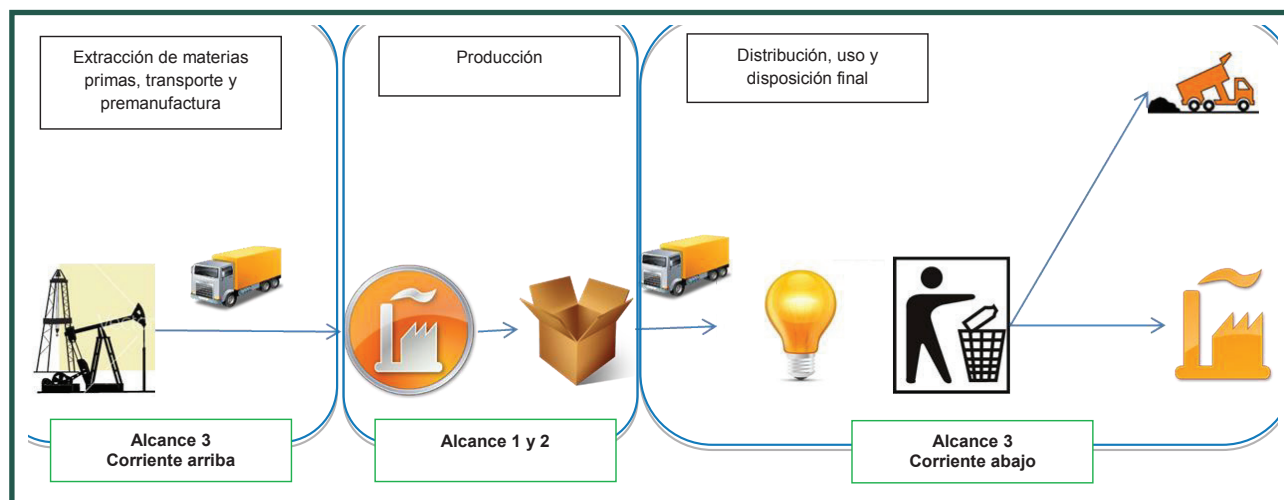 Extracción de materias
primas, transporte y
premanufactura
Producción
Distribución, uso y
disposición final
Alcance 3
Corriente arriba
Alcance 1 y 2
Alcance 3
Corriente abajo